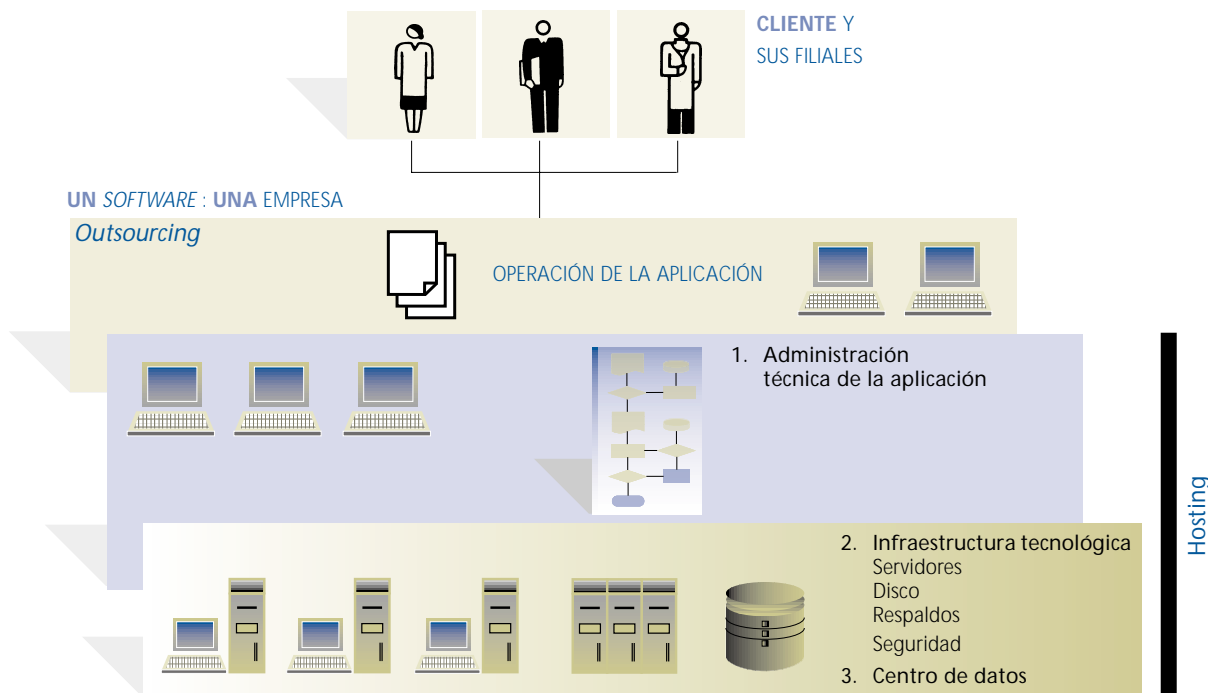 CLIENTE Y
SUS FILIALES
UN SOFTWARE : UNA EMPRESA
Outsourcing
OPERACIÓN DE LA APLICACIÓN
1. Administración
técnica de la aplicación
Hosting
2. Infraestructura tecnológica
Servidores
Disco
Respaldos
Seguridad
3. Centro de datos